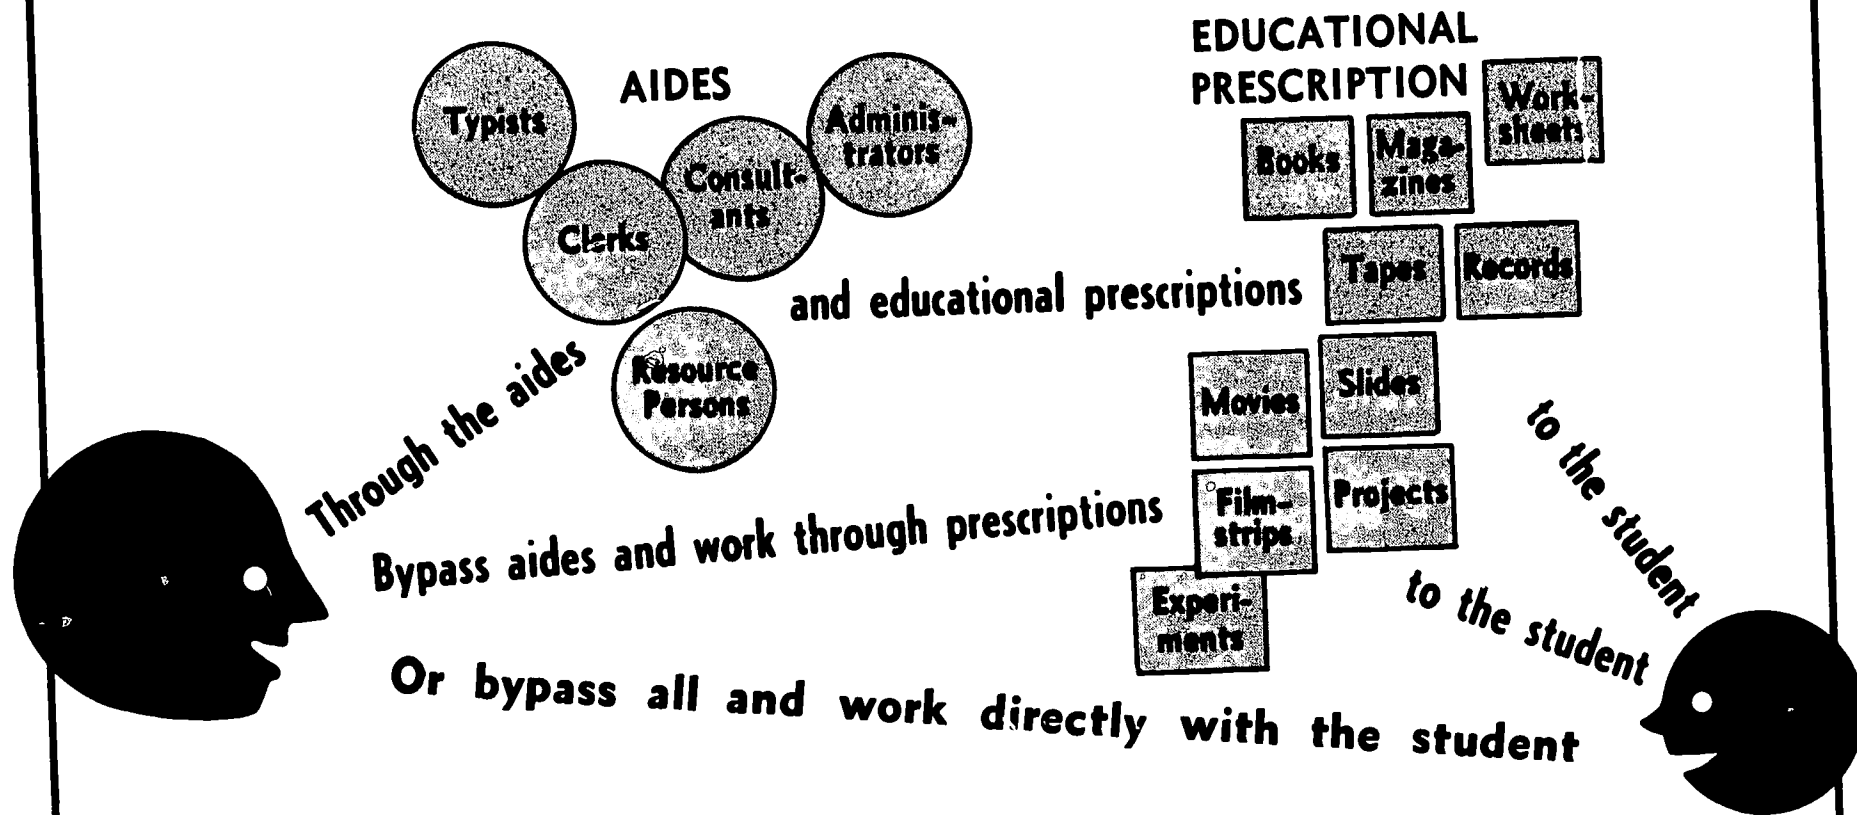 AIDES
Typists
Clerks
Consult-
ants
Adminis-
trators
Resource
Persons
EDUCATIONAL
PRESCRIPTION
Books
Maga-
zines
Work-
sheets
Tapes
Records
Movies
Slides
Film-
strips
Projects
Experi-
ments
Through the aides
and educational prescriptions
to the student
Bypass aides and work through prescriptions
to the student
Or bypass all and work directly with the student